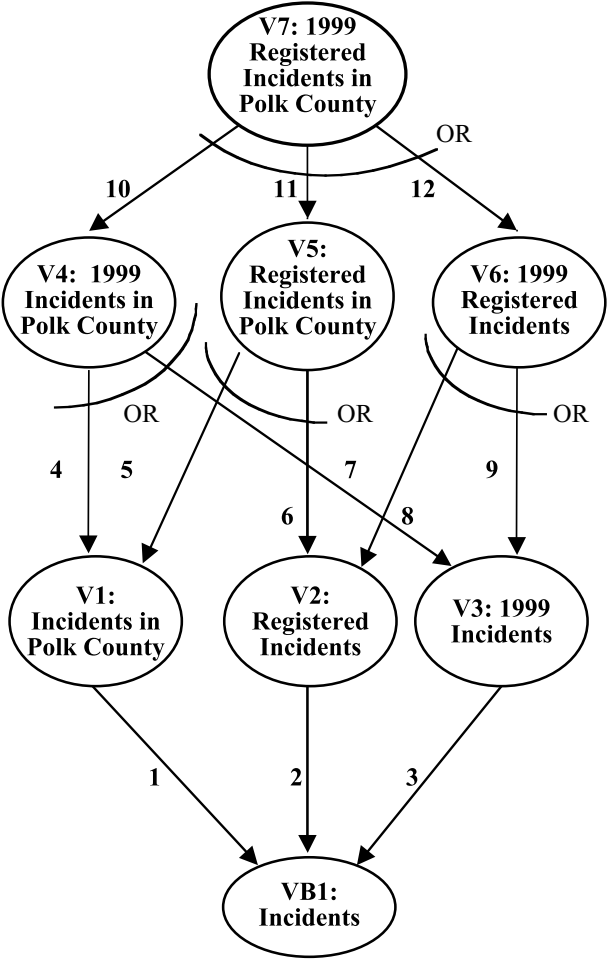 V7: 1999
Registered
Incidents in
Polk County
OR
10
11
12
V4: 1999
Incidents in
Polk County
V5:
Registered
Incidents in
Polk County
V6: 1999
Registered
Incidents
OR
OR
OR
4
5
7
9
6
8
V1:
Incidents in
Polk County
V2:
Registered
Incidents
V3: 1999
Incidents
1
2
3
VB1:
Incidents